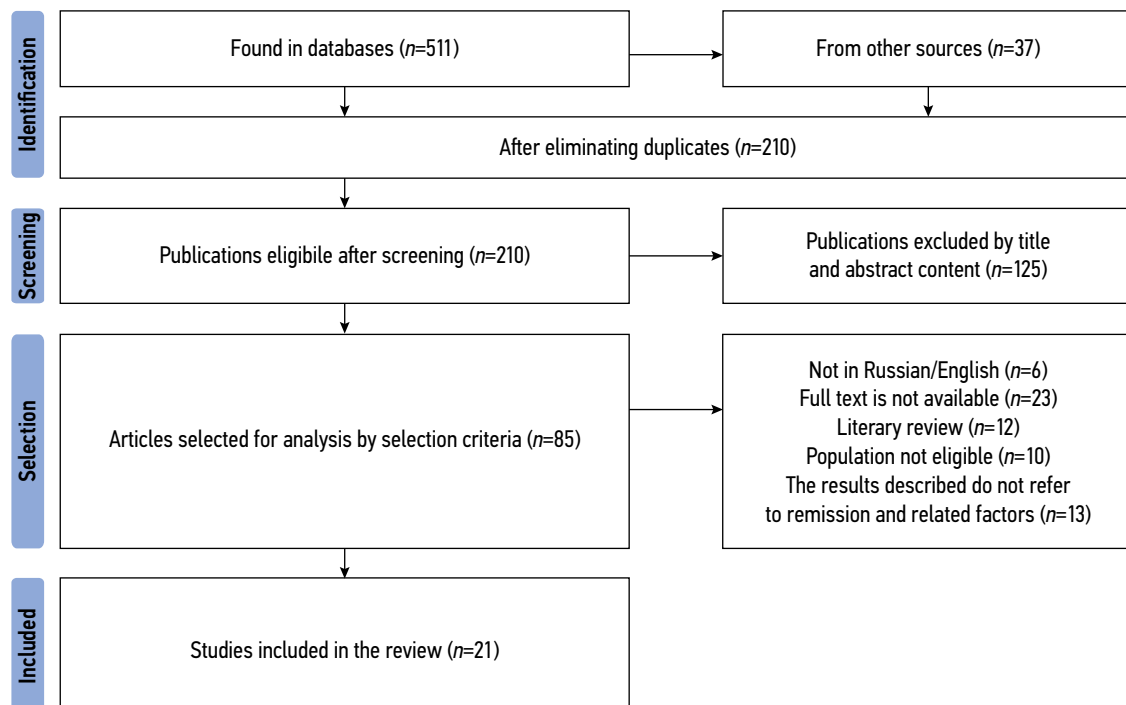 Identification
Found in databases (n=511)
From other sources (n=37)
After eliminating duplicates (n=210)
Screening
Publications eligibile after screening (n=210)
Publications excluded by title
and abstract content (n=125)
Selection
Articles selected for analysis by selection criteria (n=85)
Not in Russian/English (n=6)
Full text is not available (n=23)
Literary review (n=12)
Population not eligible (n=10)
The results described do not refer
to remission and related factors (n=13)
Included
Studies included in the review (n=21)